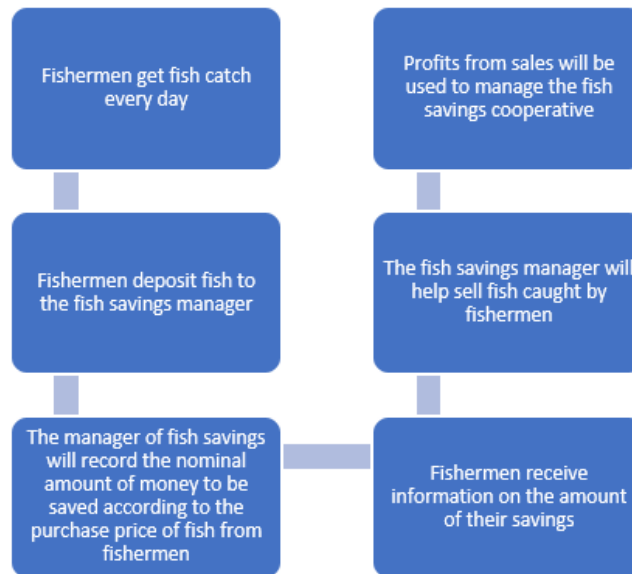 Fishermen get fish catch
every day
Fishermen deposit fish to
the fish savings manager
The manager of fish savings
will record the nominal
amount of money to be
saved according to the
purchase price of fish from
fishermen
Fishermen receive
information on the amount
of their savings
The fish savings manager will
help sell fish caught by
fishermen
Profits from sales will be
used to manage the fish
savings cooperative